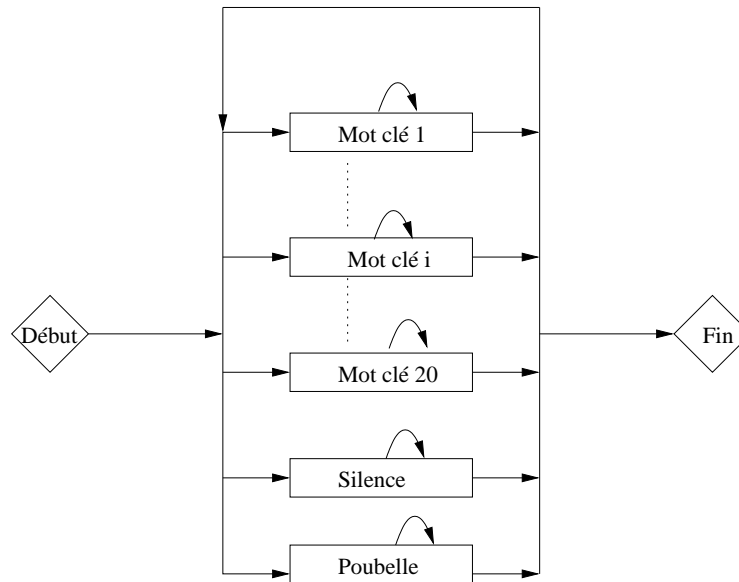 Mot clé 1
Mot clé i
Début
Fin
Mot clé 20
Silence
Poubelle